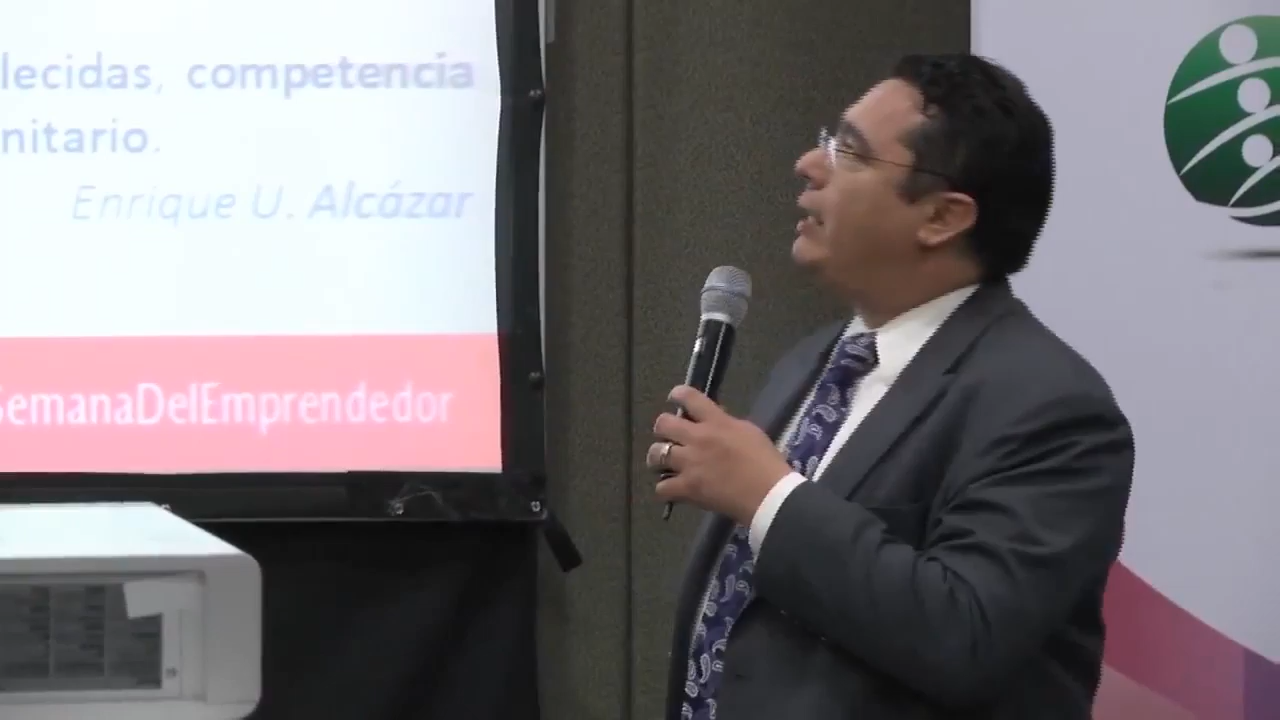 lecidas, competencia
nitario.
Enrique U. Alcázar
SemanaDelEmprendedor